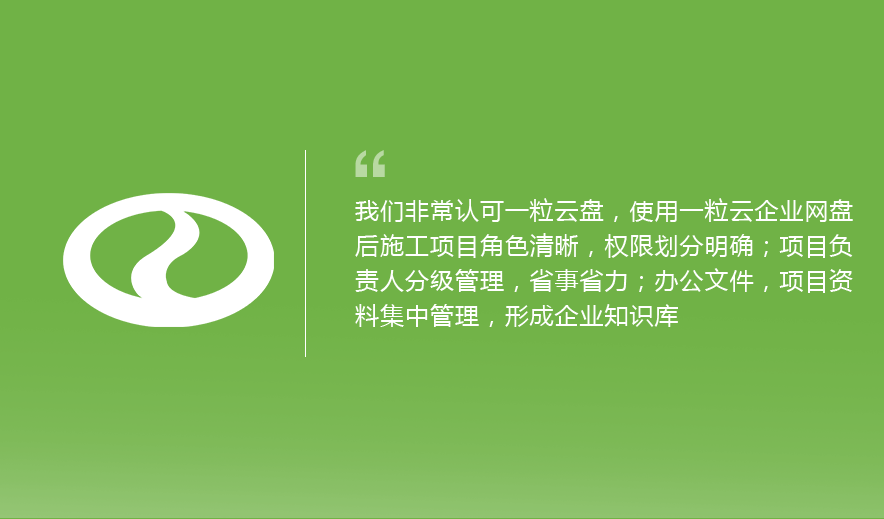 “
我们非常认可一粒云盘，使用一粒云企业网盘
后施工项目角色清晰，权限划分明确；项目负
责人分级管理，省事省力；办公文件，项目资
料集中管理，形成企业知识库